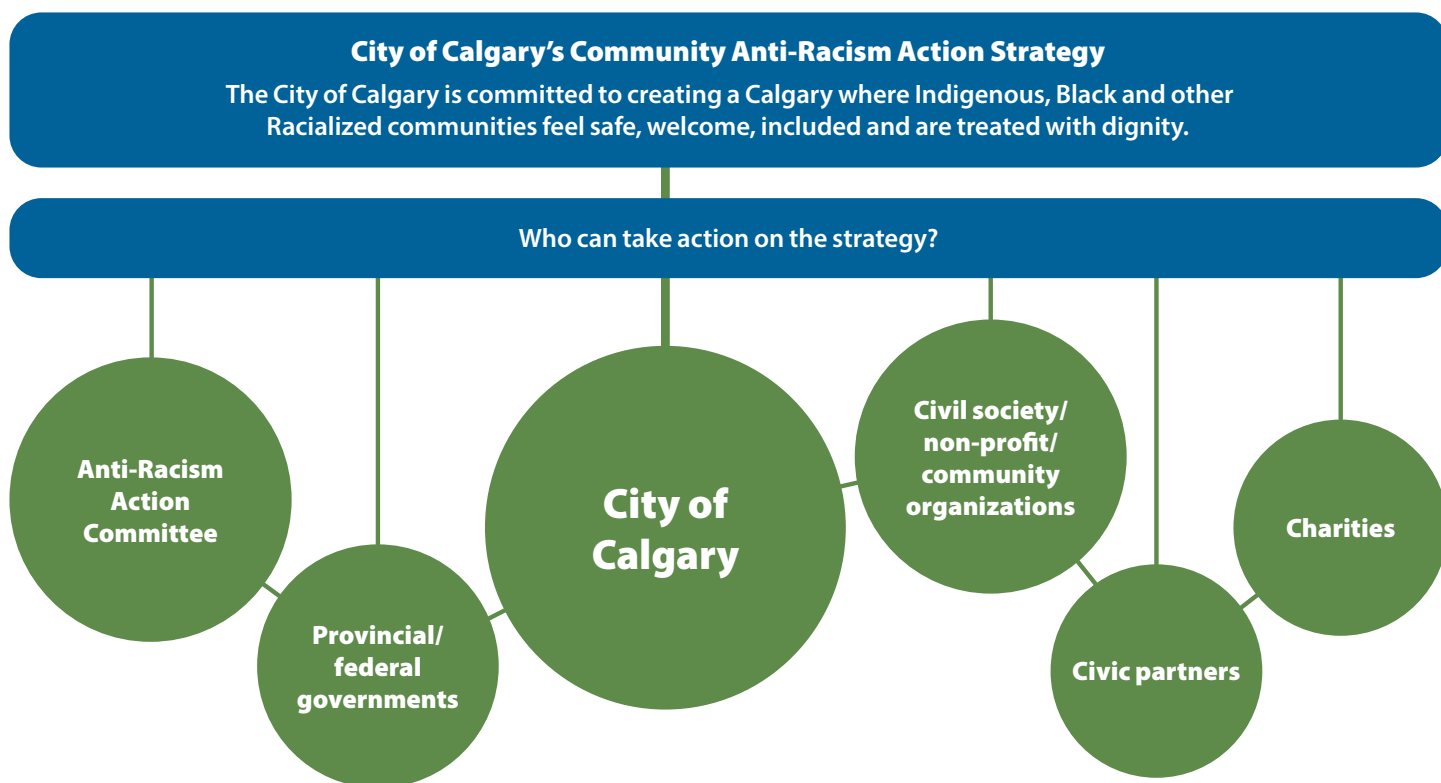 City of Calgary’s Community Anti-Racism Action Strategy
The City of Calgary is committed to creating a Calgary where Indigenous, Black and other
Racialized communities feel safe, welcome, included and are treated with dignity.
Who can take action on the strategy?
Anti-Racism
Action
Committee
Provincial/
federal
governments
City of
Calgary
Civil society/
non-profit/
community
organizations
Civic partners
Charities